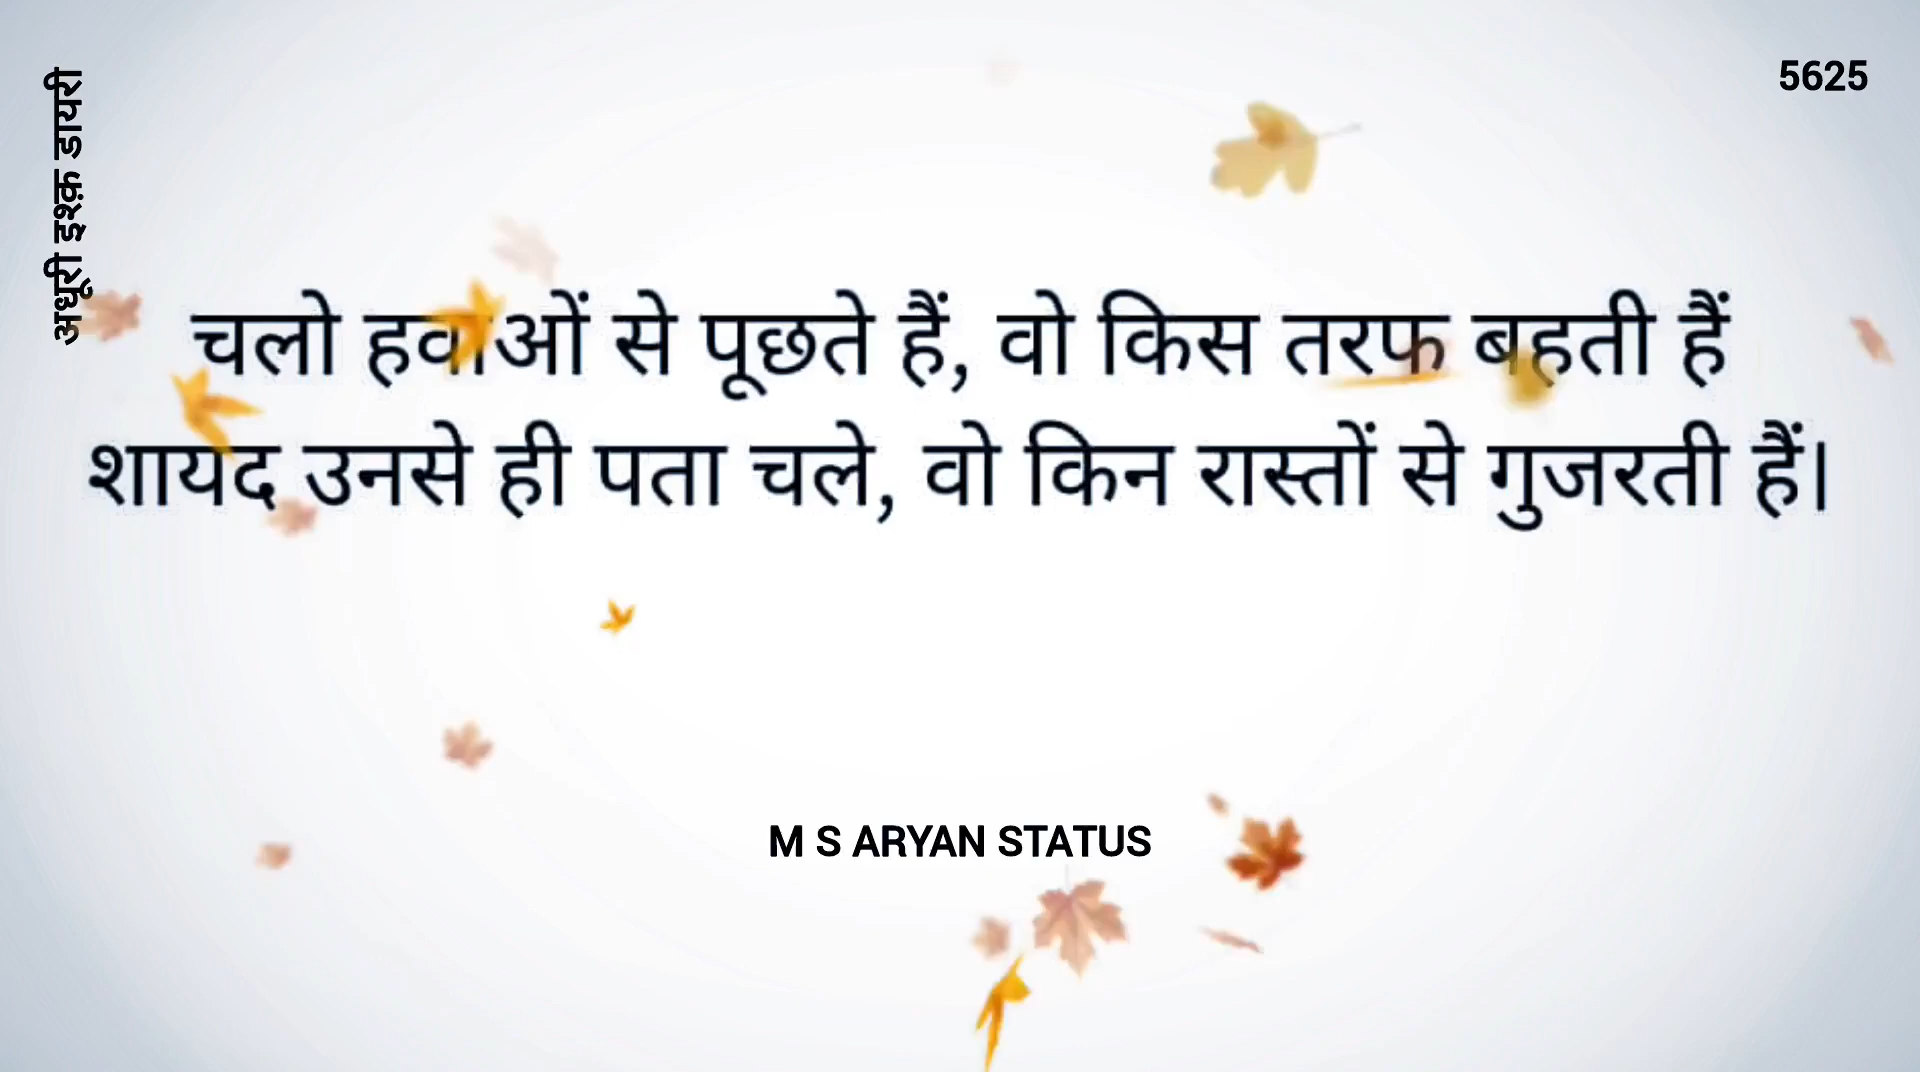 अधूरी इश्क़ डायरी
5625
चलो हवाओं से पूछते हैं, वो किस तरफ बहती हैं
शायद उनसे ही पता चले, वो किन रास्तों से गुजरती हैं।
M S ARYAN STATUS